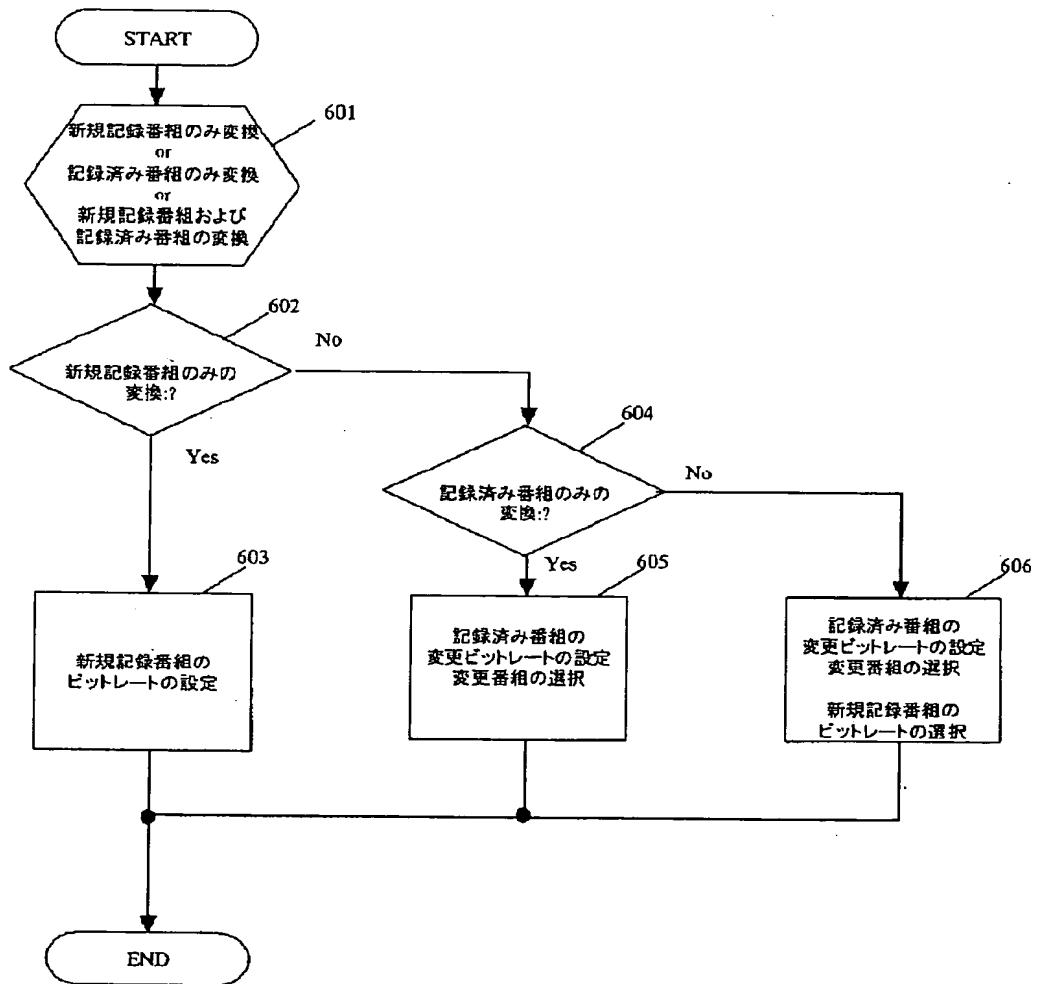 START
601
新規記録番組のみ変換
or
記録済み番組のみ変換
or
新規記録番組および
記録済み番組の変換
602
No
新規記録番組のみの
変換:?
Yes
604
No
記録済み番組のみの
変換:?
Yes
603
新規記録番組の
ビットレートの設定
605
記録済み番組の
変更ビットレートの設定
変更番組の選択
606
記録済み番組の
変更ビットレートの設定
変更番組の選択
新規記録番組の
ビットレートの選択
END